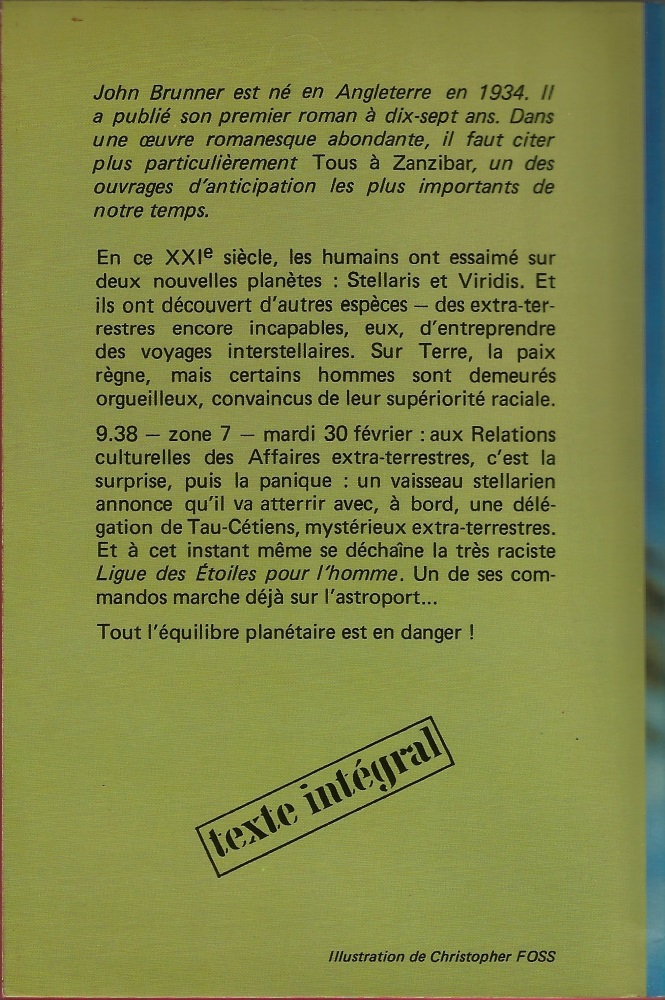 John Brunner est né en Angleterre en 1934. Il
a publié son premier roman à dix-sept ans. Dans
une œuvre romanesque abondante, il faut citer
plus particulièrement Tous à Zanzibar, un des
ouvrages d'anticipation les plus importants de
notre temps.
En ce XXIe siècle, les humains ont essaimé sur
deux nouvelles planètes : Stellaris et Viridis. Et
ils ont découvert d'autres espèces — des extra-ter-
restres encore incapables, eux, d'entreprendre
des voyages interstellaires. Sur Terre, la paix
règne, mais certains hommes sont demeurés
orgueilleux, convaincus de leur supériorité raciale.
9.38 — zone 7 — mardi 30 février : aux Relations
culturelles des Affaires extra-terrestres, c'est la
surprise, puis la panique : un vaisseau stellarien
annonce qu'il va atterrir avec, à bord, une délé-
gation de Tau-Cétiens, mystérieux extra-terrestres.
Et à cet instant même se déchaîne la très raciste
Ligue des Étoiles pour l'homme. Un de ses com-
mandos marche déjà sur l'astroport...
Tout l'équilibre planétaire est en danger !
texte intégral
Illustration de Christopher FOSS